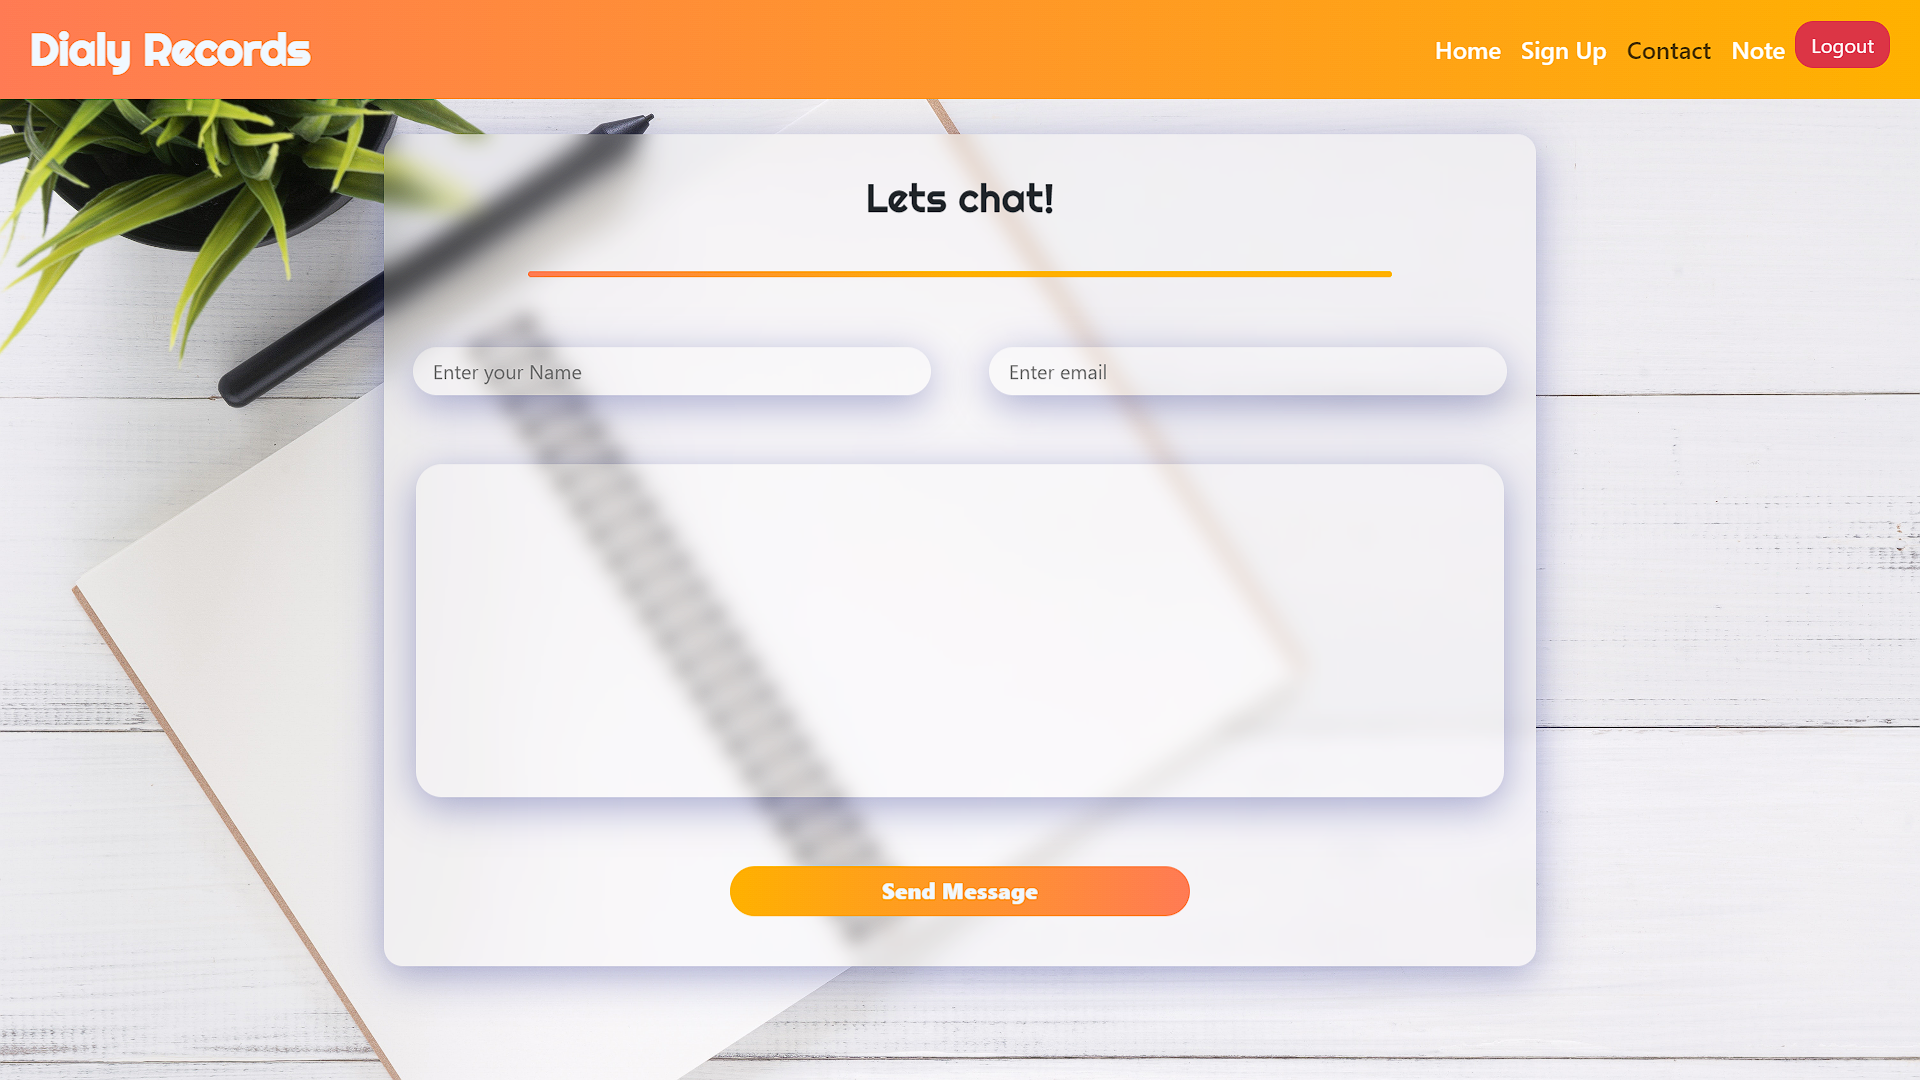 Dialy Records
Home Sign Up Contact Note Logout
Lets chat!
Enter your Name Enter email
Send Message